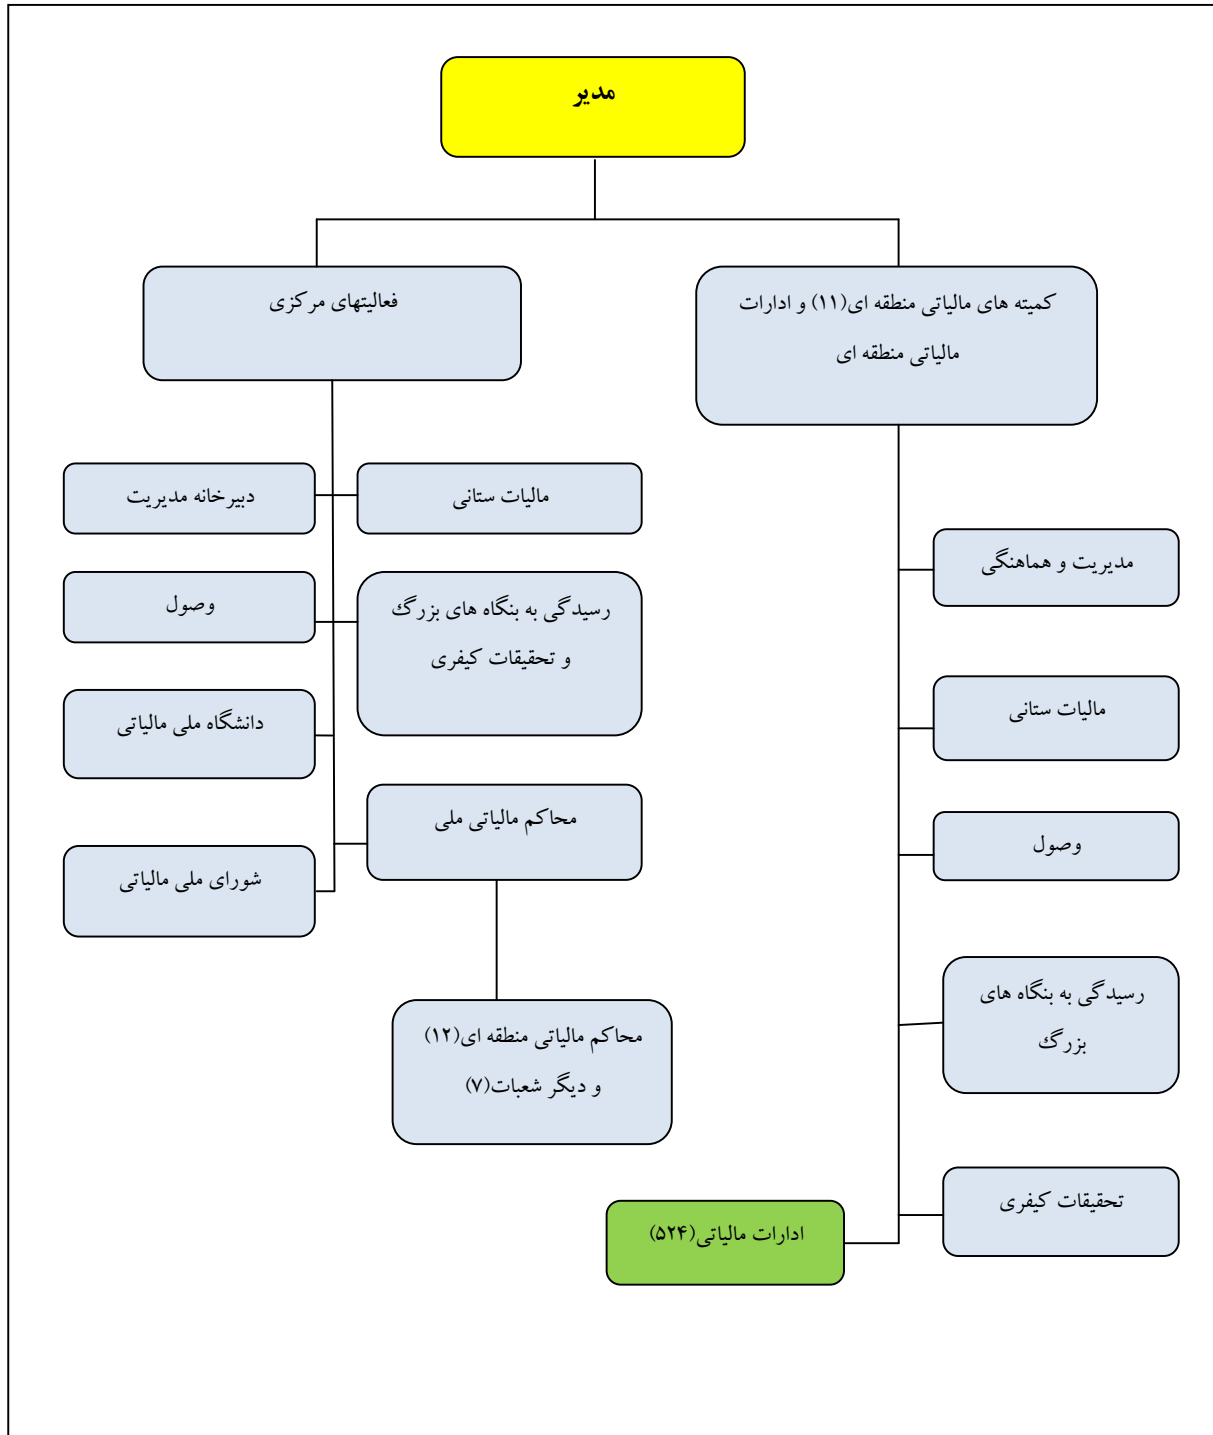 مدیر
کمیته های مالیاتی منطقه ای(۱۱) و ادارات
مالیاتی منطقه ای
فعالیتهای مرکزی
مالیات ستانی
دبیرخانه مدیریت
رسیدگی به بنگاه های بزرگ
و تحقیقات کیفری
وصول
دانشگاه ملی مالیاتی
محاکم مالیاتی ملی
شورای ملی مالیاتی
محاکم مالیاتی منطقه ای(۱۲)
و دیگر شعبات(۷)
مدیریت و هماهنگی
مالیات ستانی
وصول
رسیدگی به بنگاه های
بزرگ
تحقیقات کیفری
ادارات مالیاتی(۵۲۴)